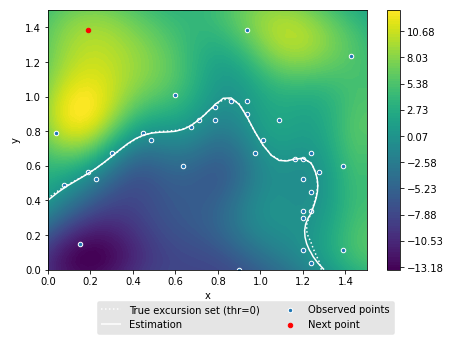 1.4
1.2
1.0
0.8
0.6
0.4
0.2
0.0
y
0.0 0.2 0.4 0.6 0.8 1.0 1.2 1.4
x
10.68
8.03
5.38
2.73
0.07
−2.58
−5.23
−7.88
−10.53
−13.18
True excursion set (thr=0)
Estimation
Observed points
Next point